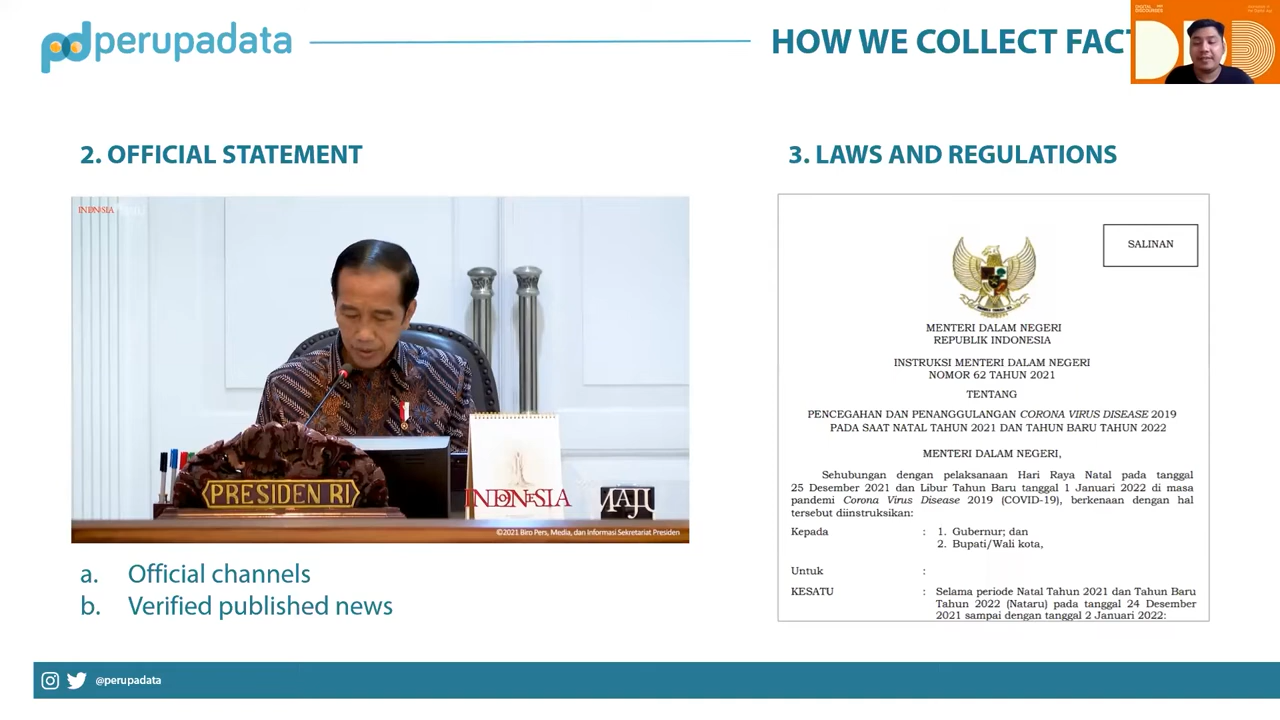 perupadata
HOW WE COLLECT FACT
2. OFFICIAL STATEMENT
INDONESIA
PRESIDEN RI
INDONESIA
MAJU
©2021 Biro Pers, Media, dan Informasi Sekretariat Presiden
a. Official channels
b. Verified published news
3. LAWS AND REGULATIONS
SALINAN
MENTERI DALAM NEGERI
REPUBLIK INDONESIA
INSTRUKSI MENTERI DALAM NEGERI
NOMOR 62 TAHUN 2021
TENTANG
PENCEGAHAN DAN PENANGGULANGAN CORONA VIRUS DISEASE 2019
PADA SAAT NATAL TAHUN 2021 DAN TAHUN BARU TAHUN 2022
MENTERI DALAM NEGERI,
Sehubungan dengan pelaksanaan Hari Raya Natal pada tanggal
25 Desember 2021 dan Libur Tahun Baru tanggal 1 Januari 2022 di masa
pandemi Corona Virus Disease 2019 (COVID-19), berkenaan dengan hal
tersebut diinstruksikan:
Kepada : 1. Gubernur; dan
2. Bupati/Wali kota,
Untuk :
KESATU : Selama periode Natal Tahun 2021 dan Tahun Baru
Tahun 2022 (Nataru) pada tanggal 24 Desember
2021 sampai dengan tanggal 2 Januari 2022:
@perupadata